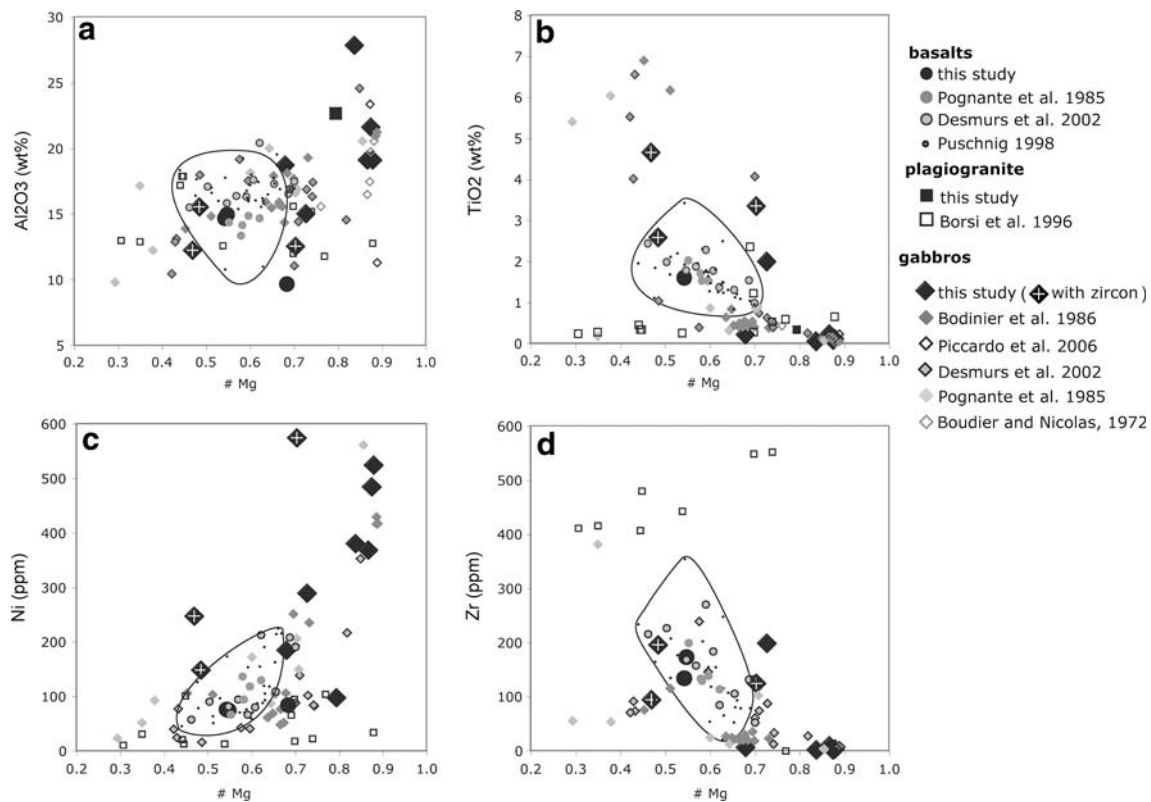 a
30
25
20
15
10
5
0.2 0.3 0.4 0.5 0.6 0.7 0.8 0.9 1.0
# Mg
Al2O3 (wt%)
b
8
7
6
5
4
3
2
1
0
0.2 0.3 0.4 0.5 0.6 0.7 0.8 0.9 1.0
# Mg
TiO2 (wt%)
basalts
this study
Pognante et al. 1985
Desmurs et al. 2002
Puschnig 1998
plagiogranite
this study
Borsi et al. 1996
gabbros
this study ( with zircon)
Bodinier et al. 1986
Piccardo et al. 2006
Desmurs et al. 2002
Pognante et al. 1985
Boudier and Nicolas, 1972
c
600
500
400
300
200
100
0
0.2 0.3 0.4 0.5 0.6 0.7 0.8 0.9 1.0
# Mg
Ni (ppm)
d
600
500
400
300
200
100
0
0.2 0.3 0.4 0.5 0.6 0.7 0.8 0.9 1.0
# Mg
Zr (ppm)